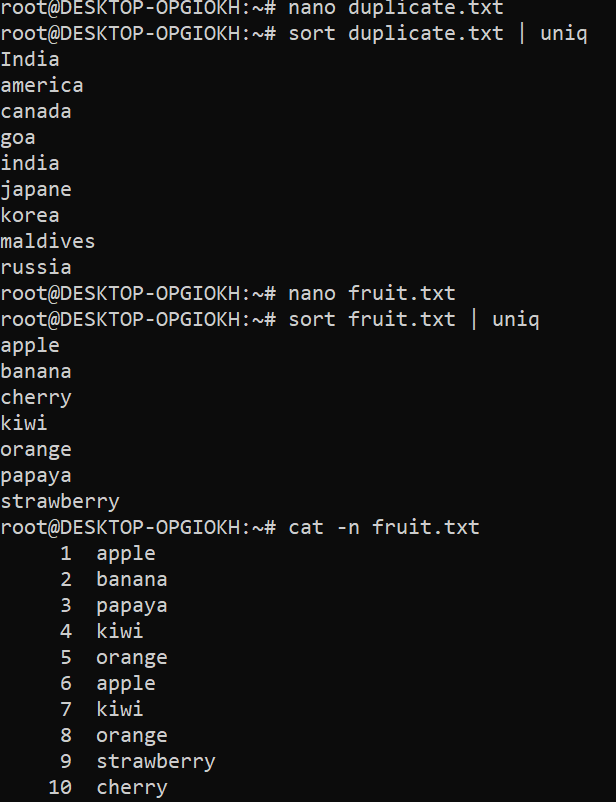 root@DESKTOP-OPGIOKH:~# nano duplicate.txt
root@DESKTOP-OPGIOKH:~# sort duplicate.txt | uniq
India
america
canada
goa
india
japane
korea
maldives
russia
root@DESKTOP-OPGIOKH:~# nano fruit.txt
root@DESKTOP-OPGIOKH:~# sort fruit.txt | uniq
apple
banana
cherry
kiwi
orange
papaya
strawberry
root@DESKTOP-OPGIOKH:~# cat -n fruit.txt
     1  apple
     2  banana
     3  papaya
     4  kiwi
     5  orange
     6  apple
     7  kiwi
     8  orange
     9  strawberry
    10  cherry